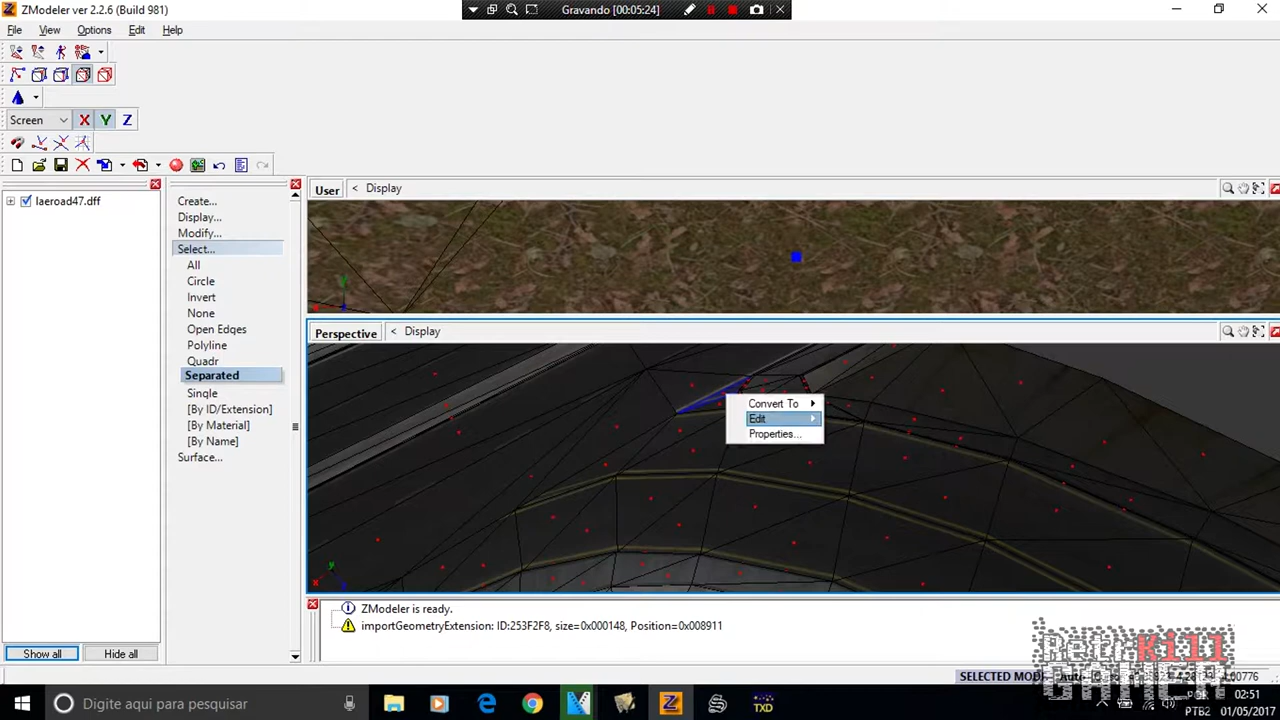 ZModeler ver 2.2.6 (Build 981)
Gravando [00:05:24]
File View Options Edit Help
Screen X Y Z
laeroad47.dff
Show all Hide all
Create...
Display...
Modify...
Select...
All
Circle
Invert
None
Open Edges
Polyline
Quadr
Separated
Single
[By ID/Extension]
[By Material]
[By Name]
Surface...
User < Display
Perspective < Display
Convert To
Edit
Properties...
ZModeler is ready.
importGeometryExtension: ID:253F2F8, size=0x000148, Position=0x008911
SELECTED MODE
RetrKill
GAMER
Digite aqui para pesquisar
TXD
02:51
PTB2 01/05/2017